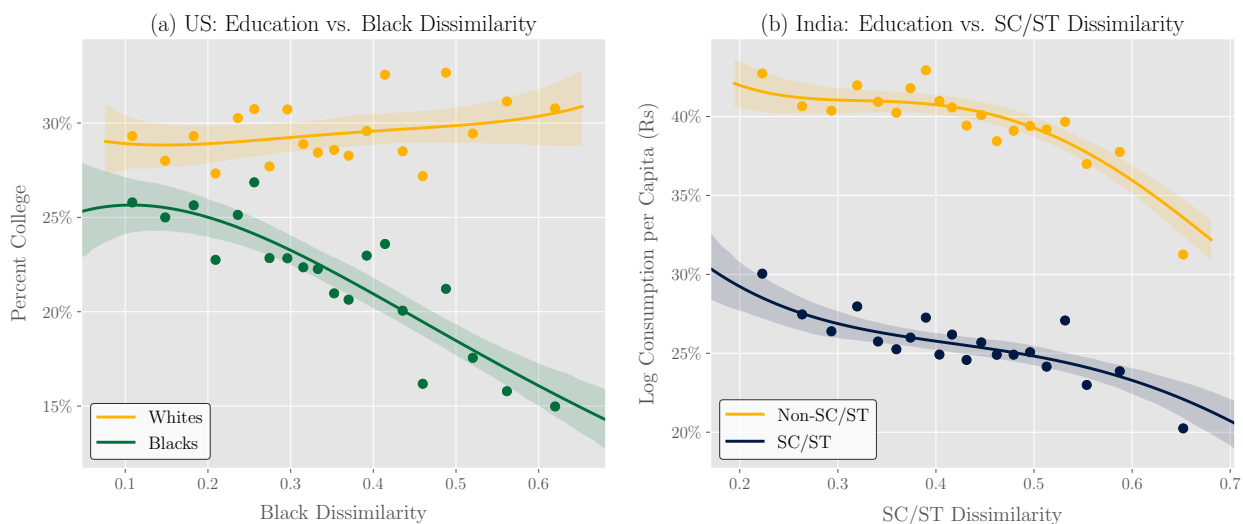 (a) US: Education vs. Black Dissimilarity
Percent College
30%
25%
20%
15%
Whites
Blacks
0.1 0.2 0.3 0.4 0.5 0.6
Black Dissimilarity
(b) India: Education vs. SC/ST Dissimilarity
Log Consumption per Capita (Rs)
40%
35%
30%
25%
20%
Non-SC/ST
SC/ST
0.2 0.3 0.4 0.5 0.6 0.7
SC/ST Dissimilarity